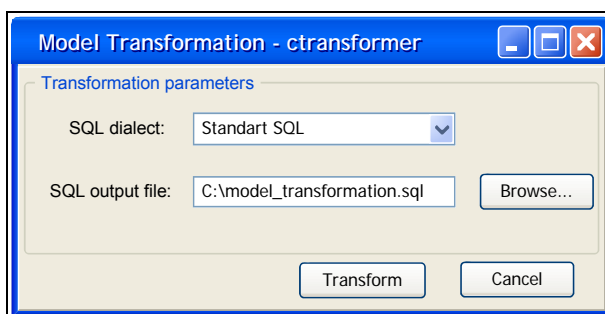 Model Transformation - ctransformer
Transformation parameters
SQL dialect: Standart SQL
SQL output file: C:\model_transformation.sql Browse...
Transform Cancel